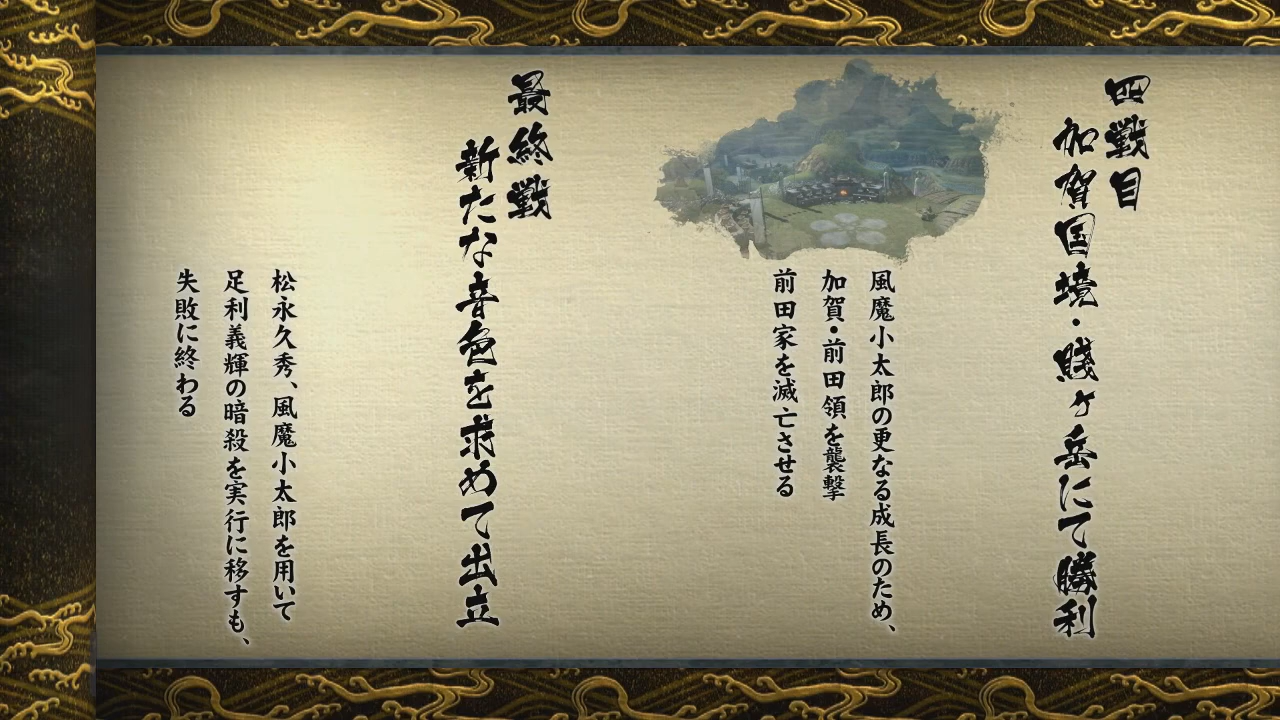 四戦目
加賀国境・賤ヶ岳にて勝利
風魔小太郎の更なる成長のため、
加賀・前田領を襲撃
前田家を滅亡させる
最終戦
新たな音色を求めて出立
松永久秀、風魔小太郎を用いて
足利義輝の暗殺を実行に移すも、
失敗に終わる